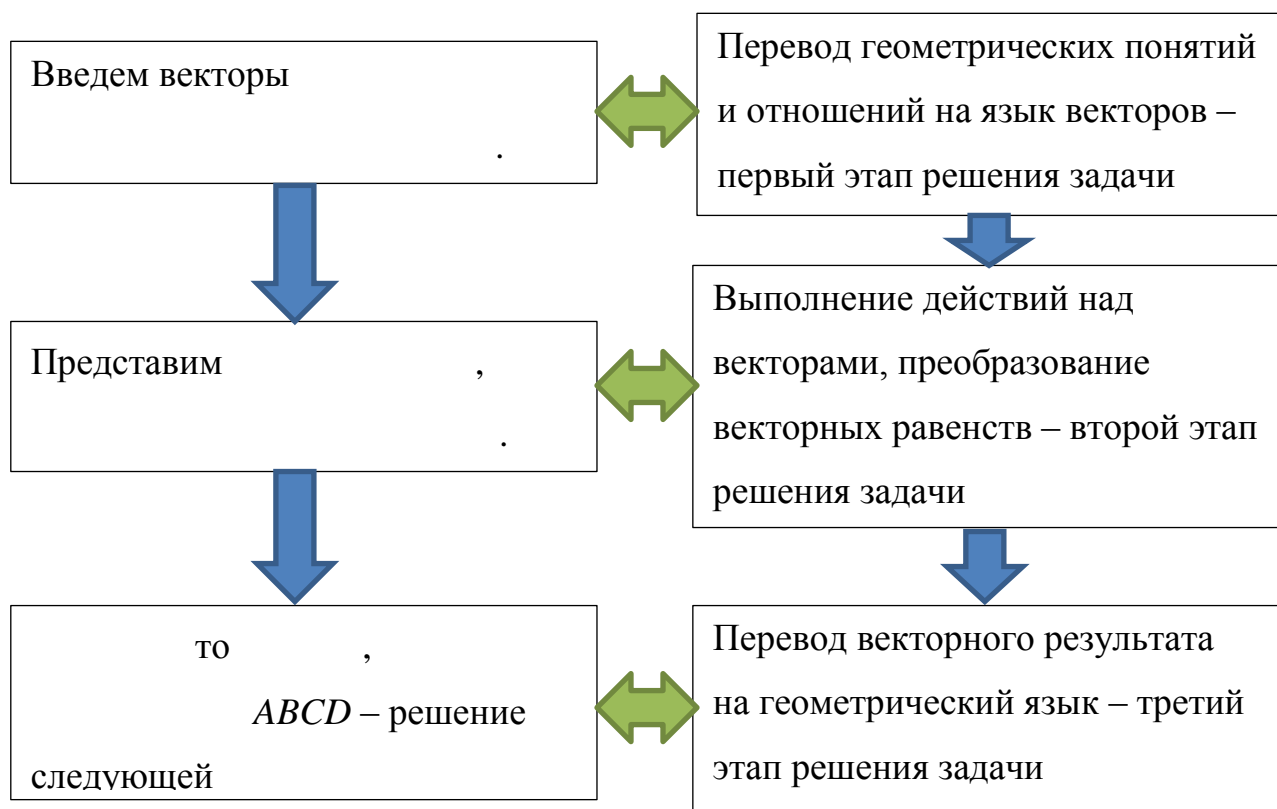 Введем векторы
.
Перевод геометрических понятий
и отношений на язык векторов –
первый этап решения задачи
Представим ,
.
Выполнение действий над
векторами, преобразование
векторных равенств – второй этап
решения задачи
то ,
ABCD – решение
следующей
Перевод векторного результата
на геометрический язык – третий
этап решения задачи